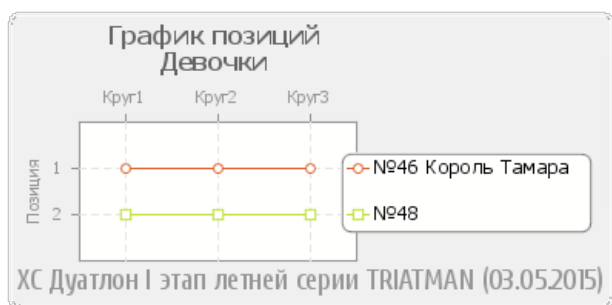 График позиций
Девочки
Круг1 Круг2 Круг3
Позиция
1
2
№46 Король Тамара
№48
XC Дуатлон I этап летней серии TRIATMAN (03.05.2015)